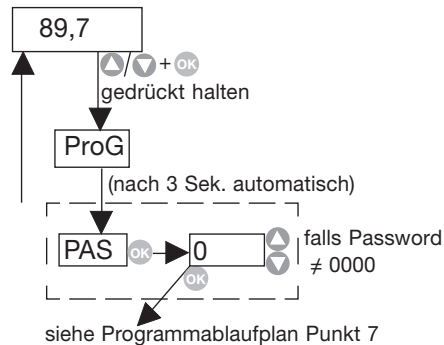 89,7
/ + OK
gedrückt halten
ProG
(nach 3 Sek. automatisch)
PAS OK 0 falls Password
OK ≠ 0000
siehe Programmablaufplan Punkt 7